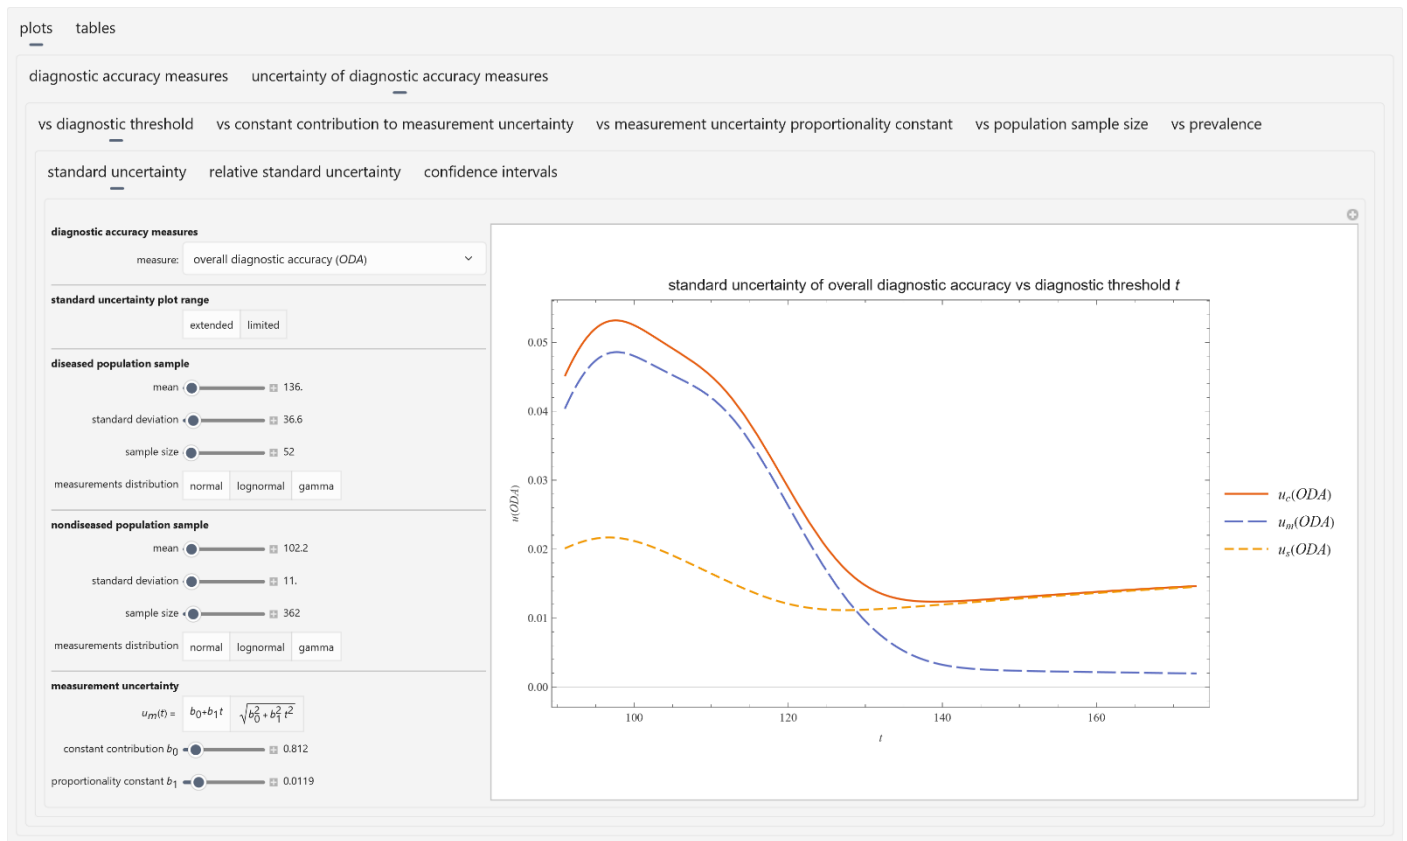 plots tables
diagnostic accuracy measures uncertainty of diagnostic accuracy measures
vs diagnostic threshold vs constant contribution to measurement uncertainty vs measurement uncertainty proportionality constant vs population sample size vs prevalence
standard uncertainty relative standard uncertainty confidence intervals
diagnostic accuracy measures
measure: overall diagnostic accuracy (ODA)
standard uncertainty plot range
extended limited
diseased population sample
mean 136.
standard deviation 36.6
sample size 52
measurements distribution normal lognormal gamma
nondiseased population sample
mean 102.2
standard deviation 11.
sample size 362
measurements distribution normal lognormal gamma
measurement uncertainty
u_m(t) = b_0+b_1 t √(b_0^2 + b_1^2 t^2)
constant contribution b_0 0.812
proportionality constant b_1 0.0119
standard uncertainty of overall diagnostic accuracy vs diagnostic threshold t
u(ODA)
0.05
0.04
0.03
0.02
0.01
0.00
100 120 140 160
t
u_c(ODA)
u_m(ODA)
u_s(ODA)